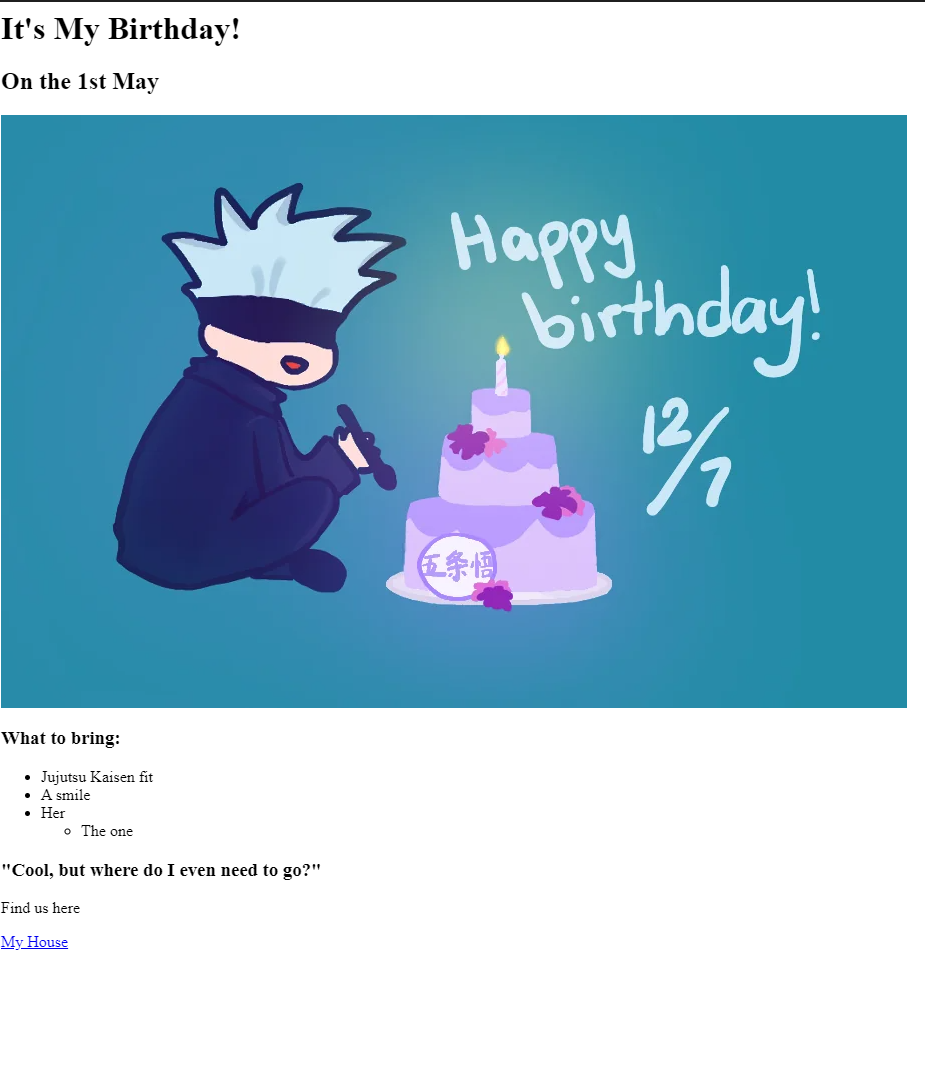 It's My Birthday!
On the 1st May
Happy
birthday!
12/7
五条悟
What to bring:
Jujutsu Kaisen fit
A smile
Her
The one
"Cool, but where do I even need to go?"
Find us here
My House